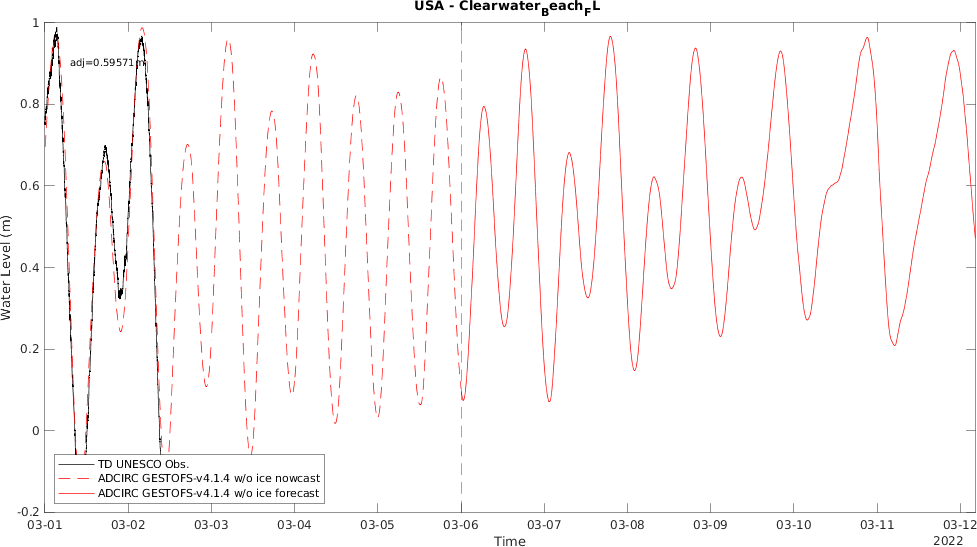 USA - Clearwater_Beach_FL
adj=0.59571m
1
0.8
0.6
0.4
0.2
0
-0.2
Water Level (m)
TD UNESCO Obs.
ADCIRC GESTOFS-v4.1.4 w/o ice nowcast
ADCIRC GESTOFS-v4.1.4 w/o ice forecast
03-01 03-02 03-03 03-04 03-05 03-06 03-07 03-08 03-09 03-10 03-11 03-12
Time
2022